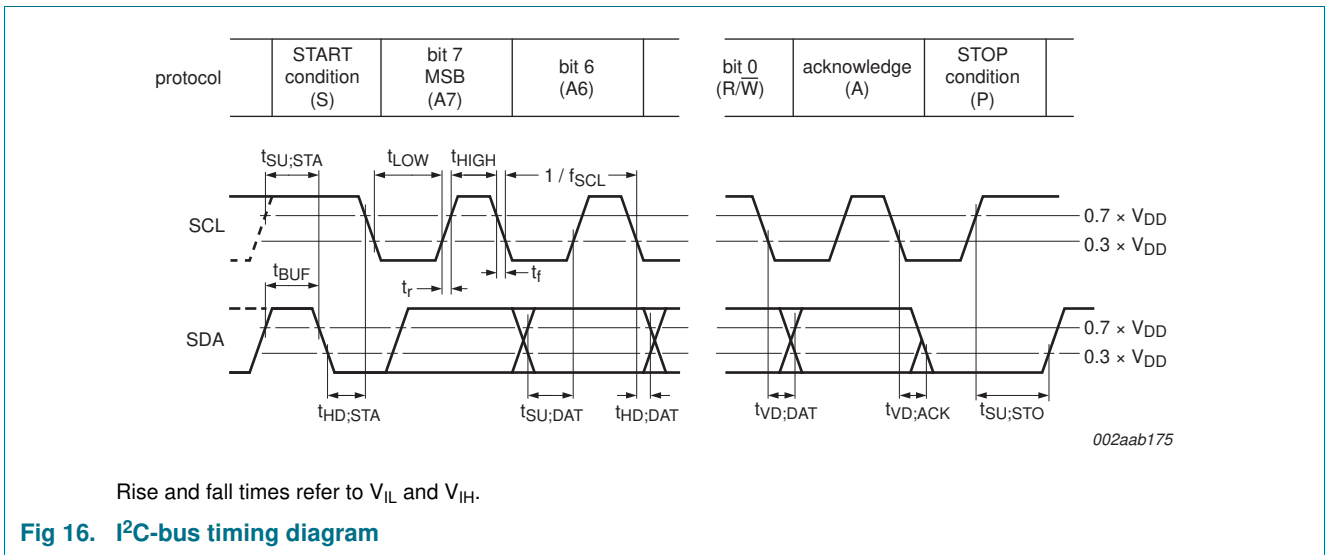 protocol
START
condition
(S)
bit 7
MSB
(A7)
bit 6
(A6)
bit 0
(R/W̅)
acknowledge
(A)
STOP
condition
(P)
tSU;STA
tLOW
tHIGH
1 / fSCL
SCL
0.7 × VDD
0.3 × VDD
tBUF
tr
tf
SDA
0.7 × VDD
0.3 × VDD
tHD;STA
tSU;DAT
tHD;DAT
tVD;DAT
tVD;ACK
tSU;STO
002aab175
Rise and fall times refer to VIL and VIH.
Fig 16. I²C-bus timing diagram